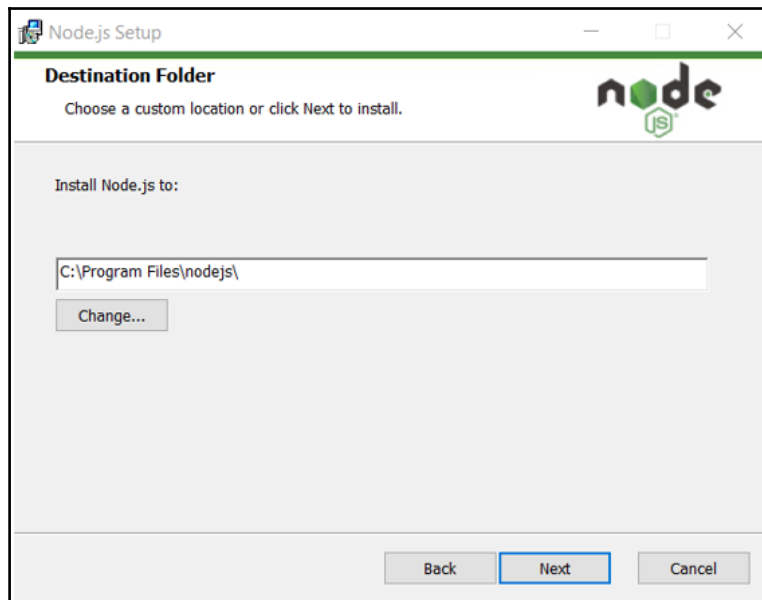 Node.js Setup
Destination Folder
Choose a custom location or click Next to install.
node
JS
Install Node.js to:
C:\Program Files\nodejs\
Change...
Back
Next
Cancel